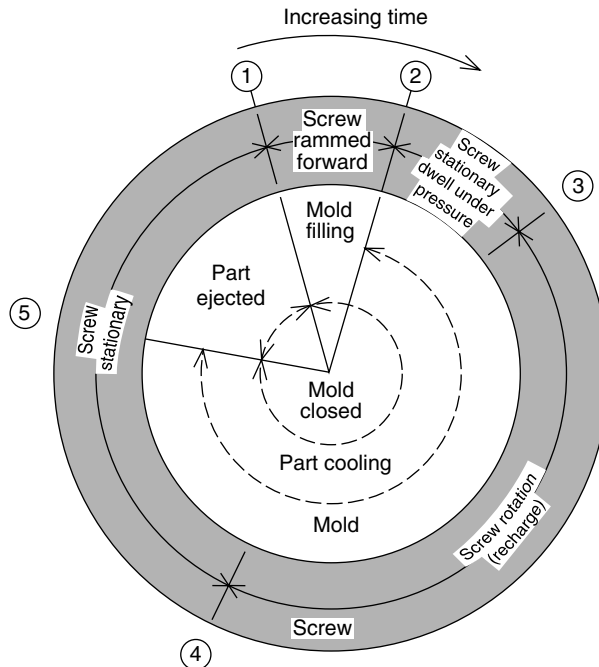 Increasing time
1
2
Screw
rammed
forward
Screw
stationary
dwell under
pressure
3
Mold
filling
Part
ejected
5
Screw
stationary
Mold
closed
Part cooling
Mold
Screw rotation
(recharge)
Screw
4